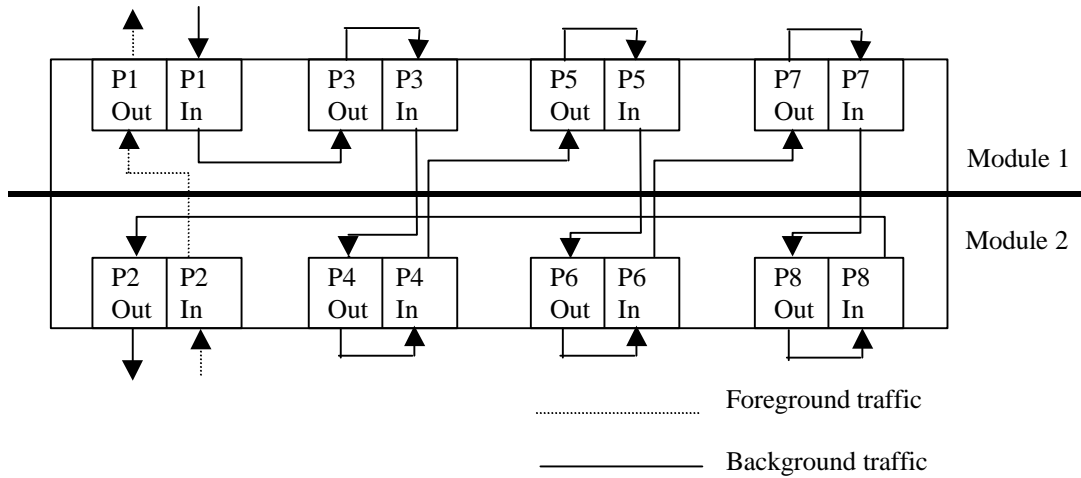 P1 P1 P3 P3 P5 P5 P7 P7
Out In Out In Out In Out In
Module 1
Module 2
P2 P2 P4 P4 P6 P6 P8 P8
Out In Out In Out In Out In
Foreground traffic
Background traffic